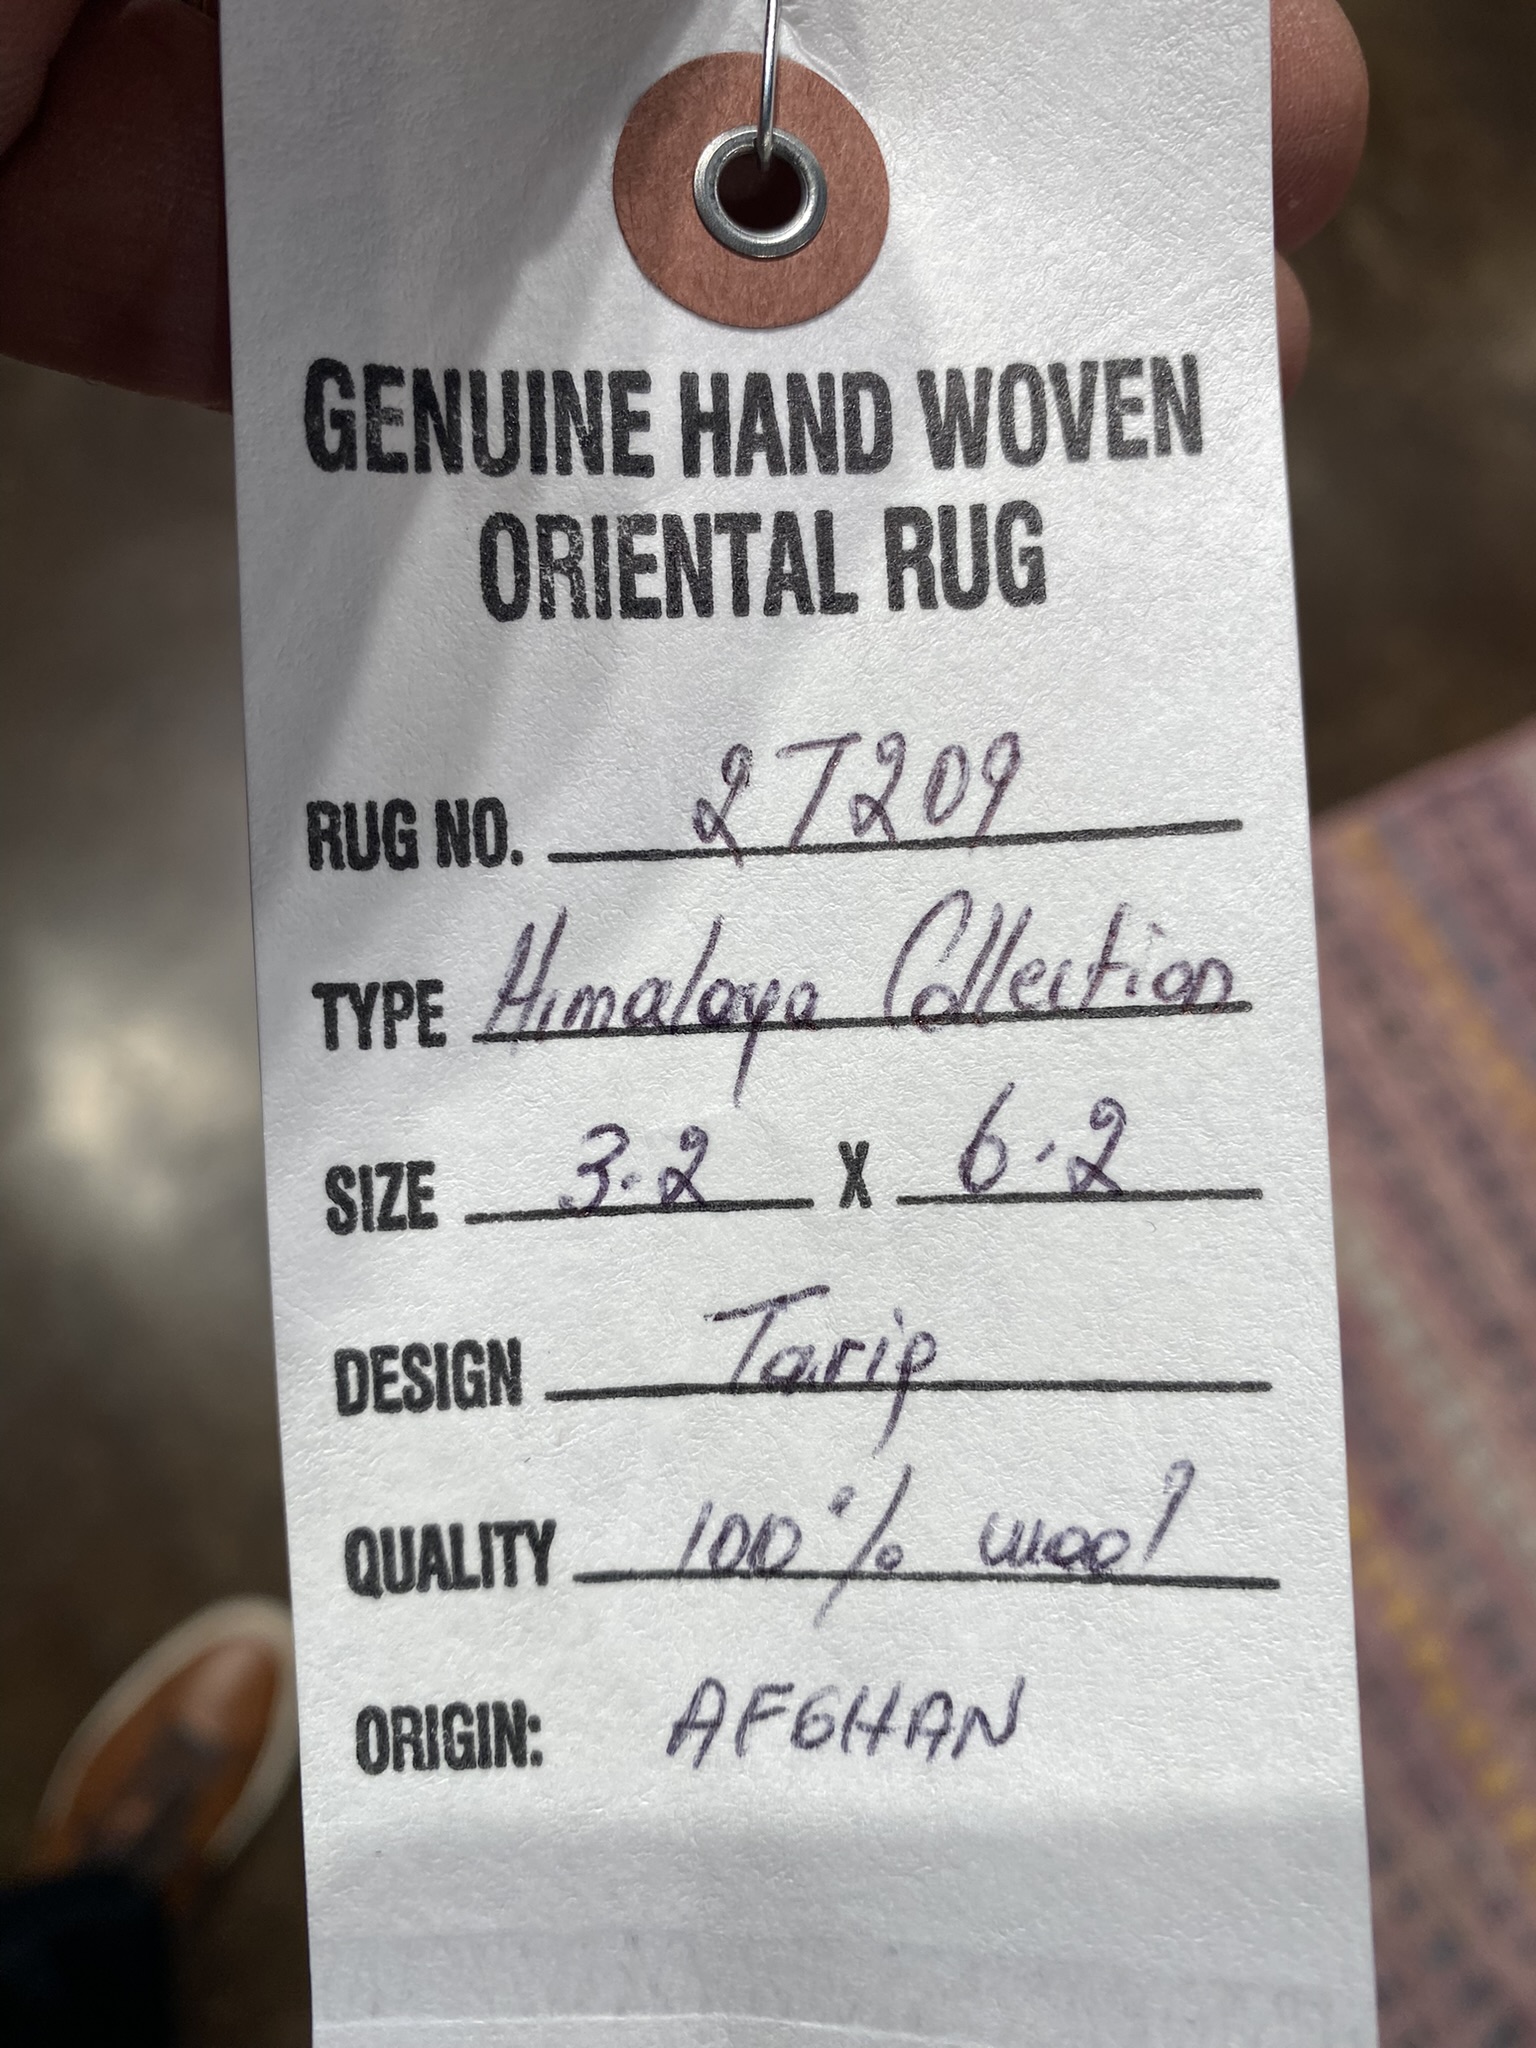 GENUINE HAND WOVEN
ORIENTAL RUG
RUG NO. 27209
TYPE Himalaya Collection
SIZE 3.2 X 6.2
DESIGN Tarip
QUALITY 100% wool
ORIGIN: AFGHAN